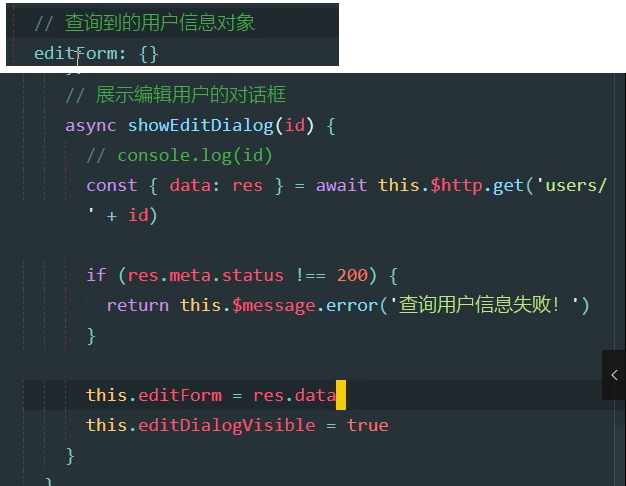 // 查询到的用户信息对象
editForm: {}
// 展示编辑用户的对话框
async showEditDialog(id) {
// console.log(id)
const { data: res } = await this.$http.get('users/
' + id)
if (res.meta.status !== 200) {
return this.$message.error('查询用户信息失败！')
}
this.editForm = res.data
this.editDialogVisible = true
}